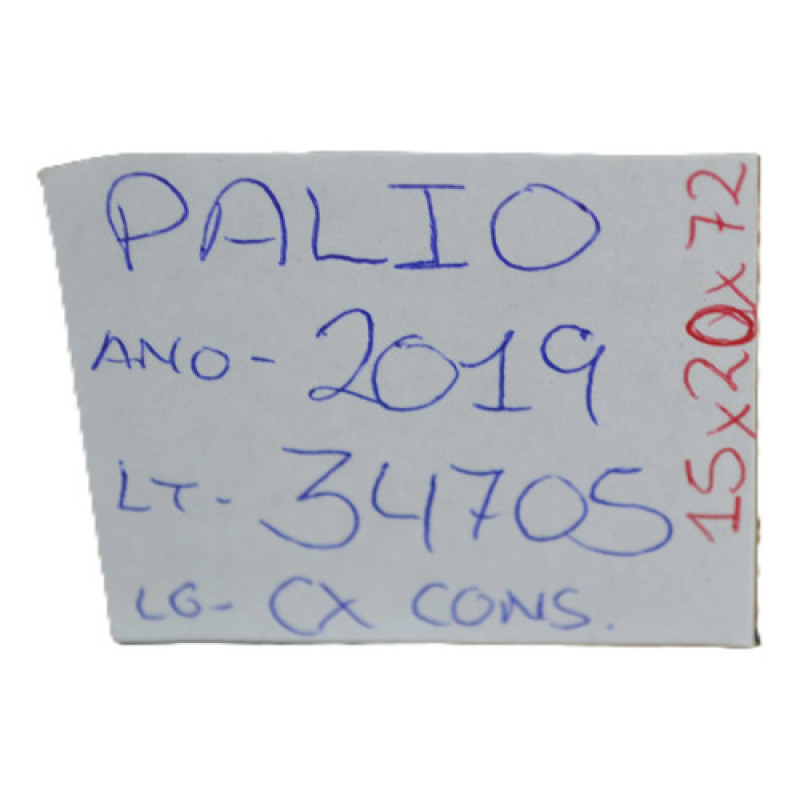 PALIO
ANO- 2019
LT- 34705
LG- CX CONS.
15x20x72